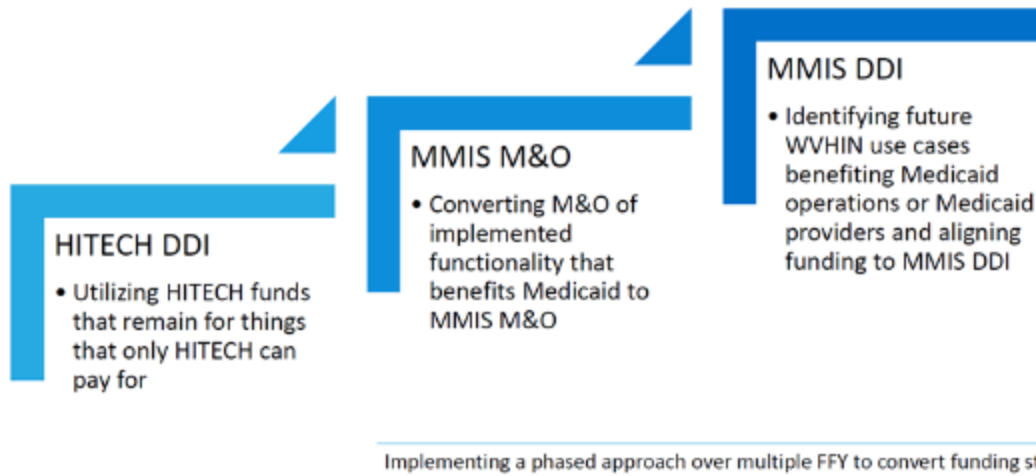 HITECH DDI
• Utilizing HITECH funds
that remain for things
that only HITECH can
pay for
MMIS M&O
• Converting M&O of
implemented
functionality that
benefits Medicaid to
MMIS M&O
MMIS DDI
• Identifying future
WVHIN use cases
benefiting Medicaid
operations or Medicaid
providers and aligning
funding to MMIS DDI
Implementing a phased approach over multiple FFY to convert funding